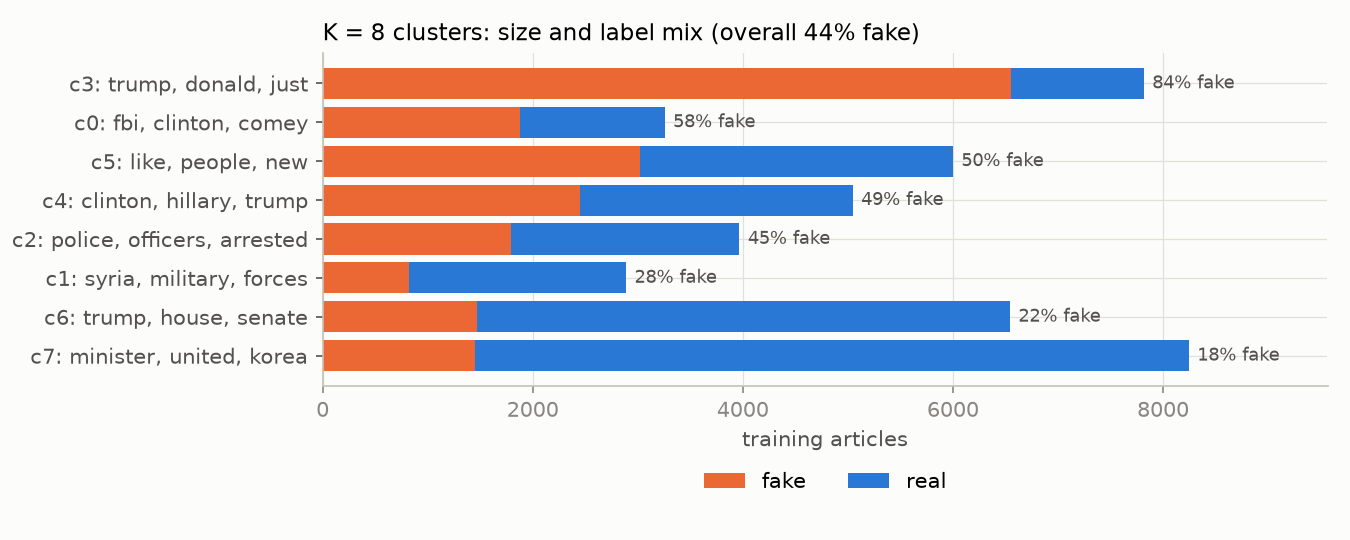 K = 8 clusters: size and label mix (overall 44% fake)
c3: trump, donald, just
84% fake
c0: fbi, clinton, comey
58% fake
c5: like, people, new
50% fake
c4: clinton, hillary, trump
49% fake
c2: police, officers, arrested
45% fake
c1: syria, military, forces
28% fake
c6: trump, house, senate
22% fake
c7: minister, united, korea
18% fake
0 2000 4000 6000 8000
training articles
fake real